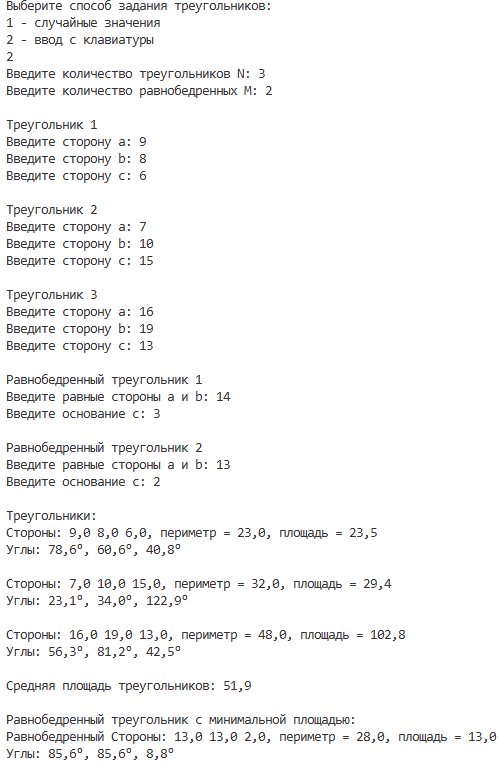 Выберите способ задания треугольников:
1 - случайные значения
2 - ввод с клавиатуры
2
Введите количество треугольников N: 3
Введите количество равнобедренных M: 2
Треугольник 1
Введите сторону a: 9
Введите сторону b: 8
Введите сторону c: 6
Треугольник 2
Введите сторону a: 7
Введите сторону b: 10
Введите сторону c: 15
Треугольник 3
Введите сторону a: 16
Введите сторону b: 19
Введите сторону c: 13
Равнобедренный треугольник 1
Введите равные стороны a и b: 14
Введите основание c: 3
Равнобедренный треугольник 2
Введите равные стороны a и b: 13
Введите основание c: 2
Треугольники:
Стороны: 9,0 8,0 6,0, периметр = 23,0, площадь = 23,5
Углы: 78,6°, 60,6°, 40,8°
Стороны: 7,0 10,0 15,0, периметр = 32,0, площадь = 29,4
Углы: 23,1°, 34,0°, 122,9°
Стороны: 16,0 19,0 13,0, периметр = 48,0, площадь = 102,8
Углы: 56,3°, 81,2°, 42,5°
Средняя площадь треугольников: 51,9
Равнобедренный треугольник с минимальной площадью:
Равнобедренный Стороны: 13,0 13,0 2,0, периметр = 28,0, площадь = 13,0
Углы: 85,6°, 85,6°, 8,8°